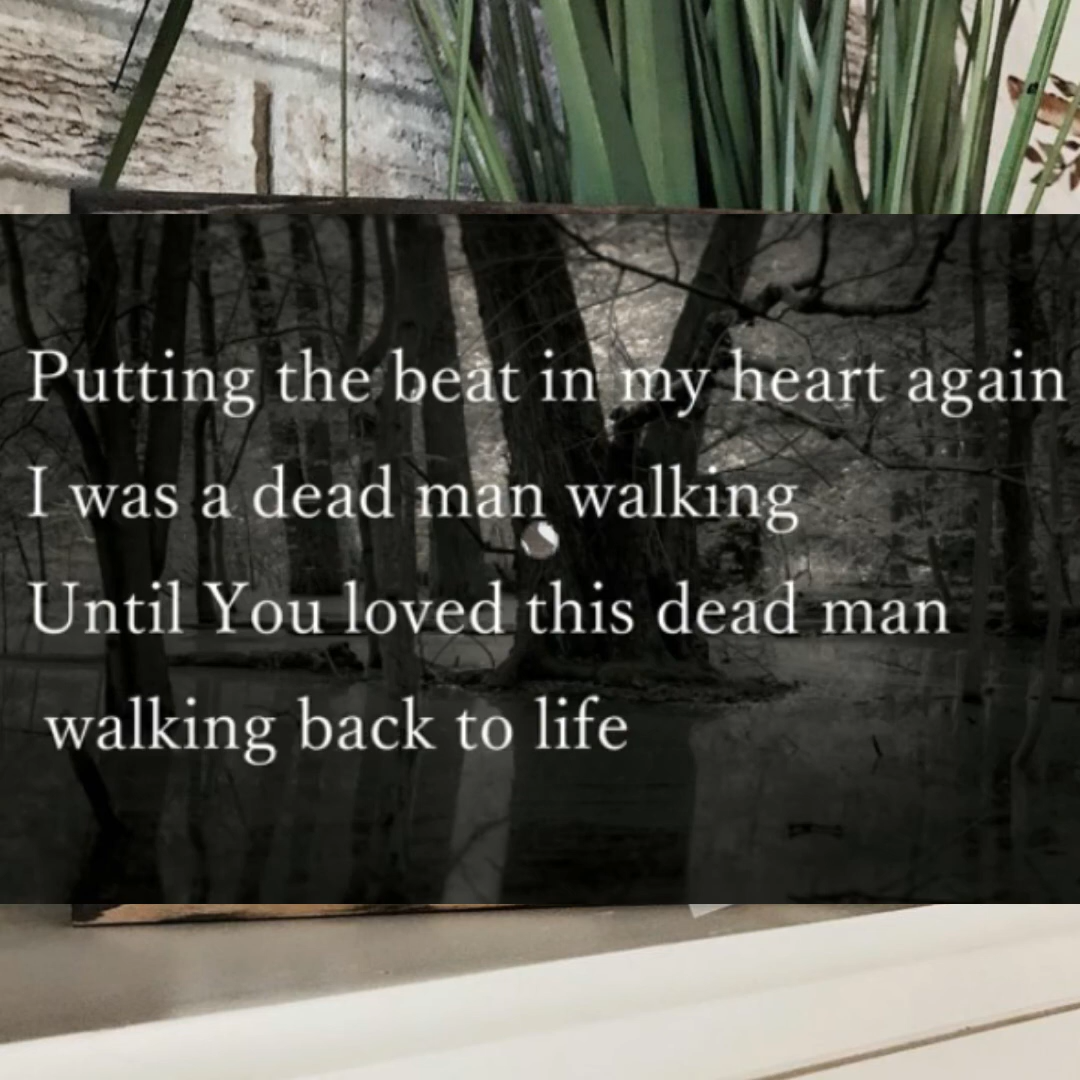 Putting the beat in my heart again
I was a dead man walking
Until You loved this dead man
walking back to life